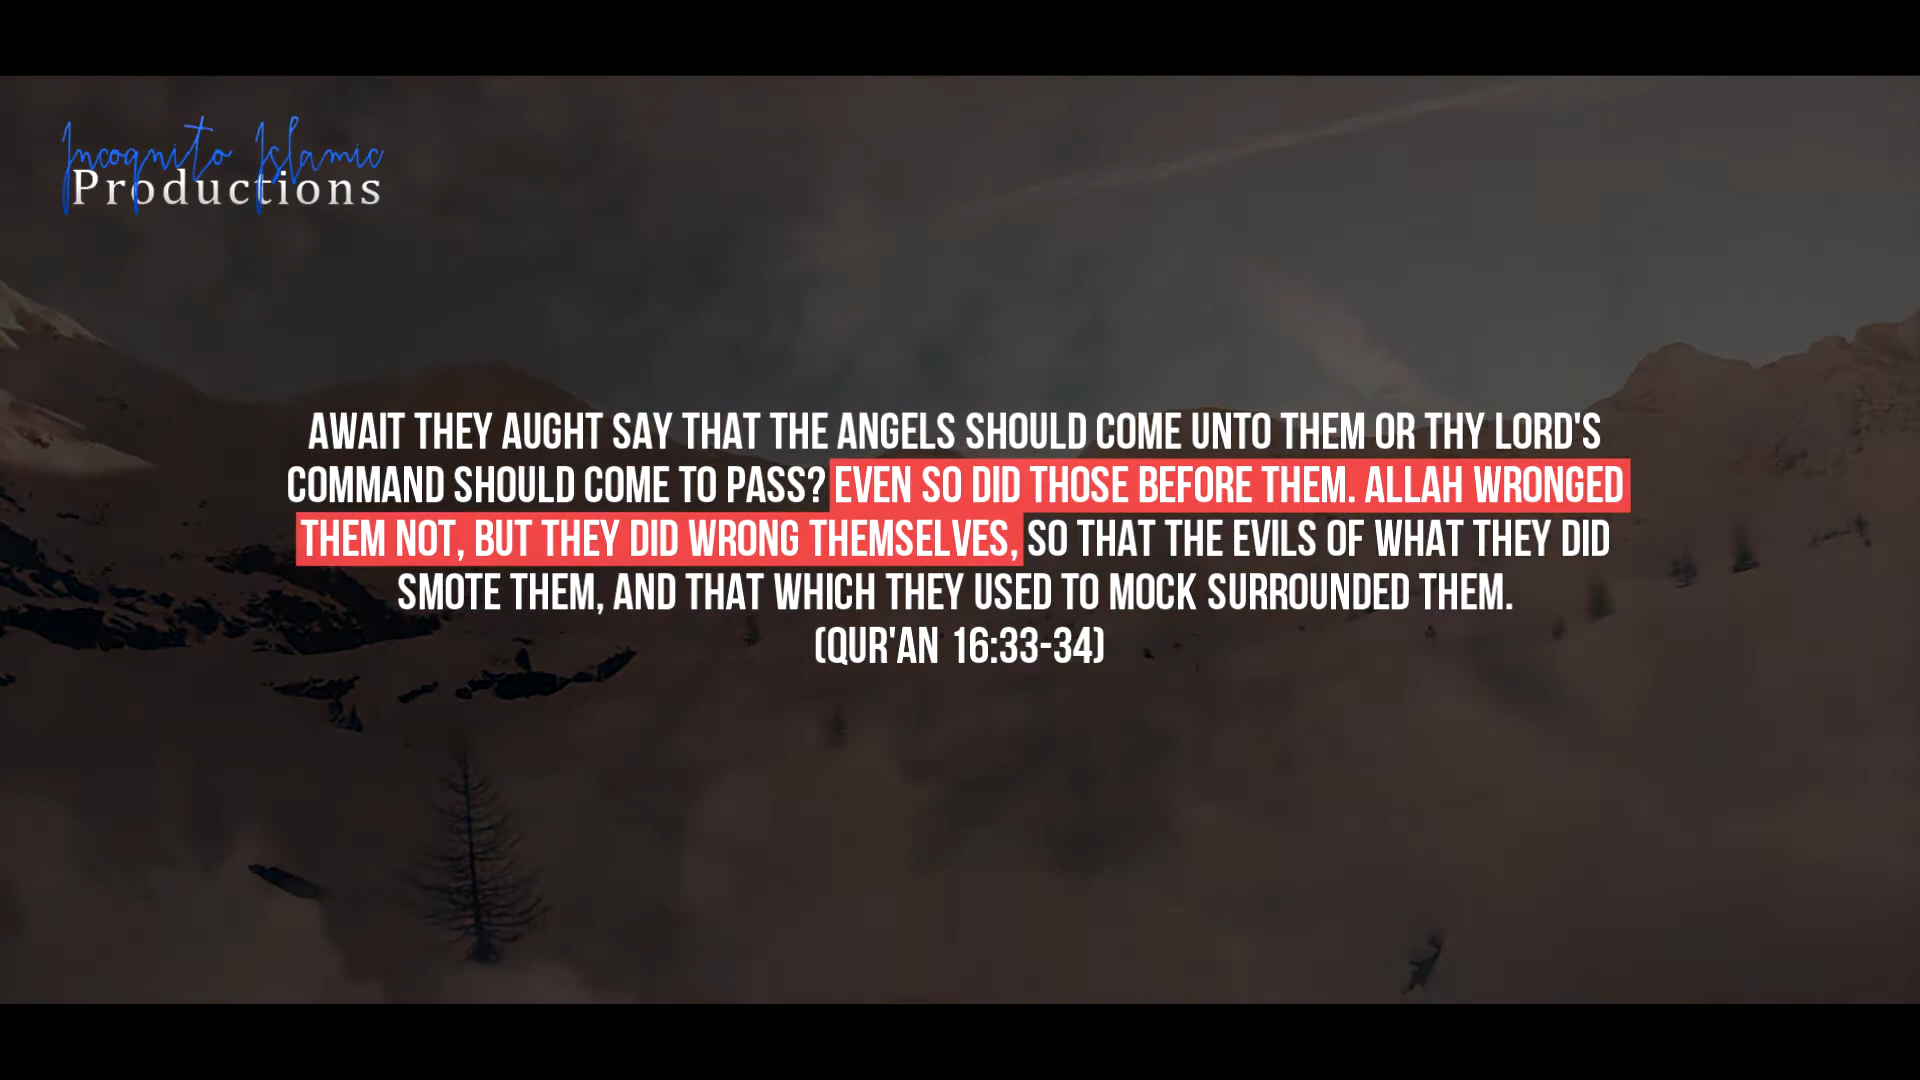 Incognito Islamic
Productions
AWAIT THEY AUGHT SAY THAT THE ANGELS SHOULD COME UNTO THEM OR THY LORD'S
COMMAND SHOULD COME TO PASS? EVEN SO DID THOSE BEFORE THEM. ALLAH WRONGED
THEM NOT, BUT THEY DID WRONG THEMSELVES, SO THAT THE EVILS OF WHAT THEY DID
SMOTE THEM, AND THAT WHICH THEY USED TO MOCK SURROUNDED THEM.
(QUR'AN 16:33-34)